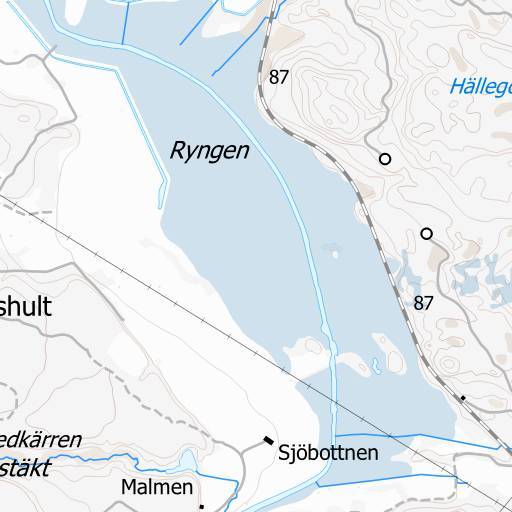 87
Hällego
Ryngen
87
shult
edkärren
stäkt
Sjöbottnen
Malmen